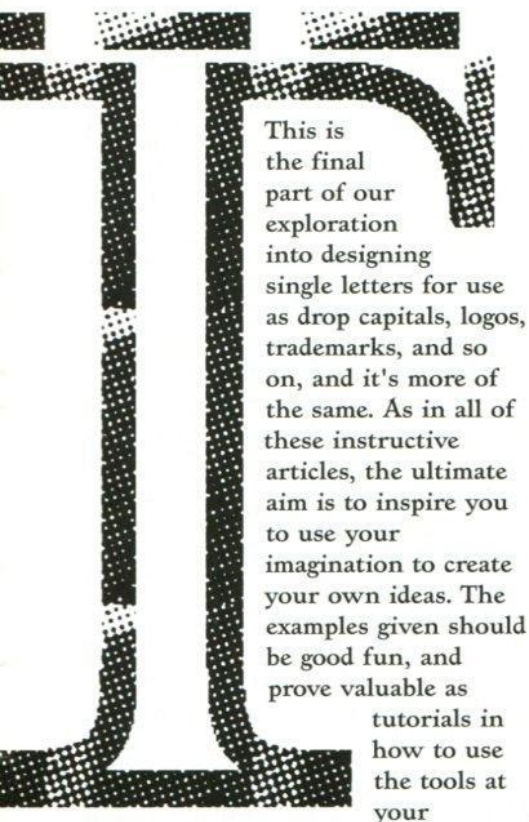 This is
the final
part of our
exploration
into designing
single letters for use
as drop capitals, logos,
trademarks, and so
on, and it's more of
the same. As in all of
these instructive
articles, the ultimate
aim is to inspire you
to use your
imagination to create
your own ideas. The
examples given should
be good fun, and
prove valuable as
tutorials in
how to use
the tools at
your